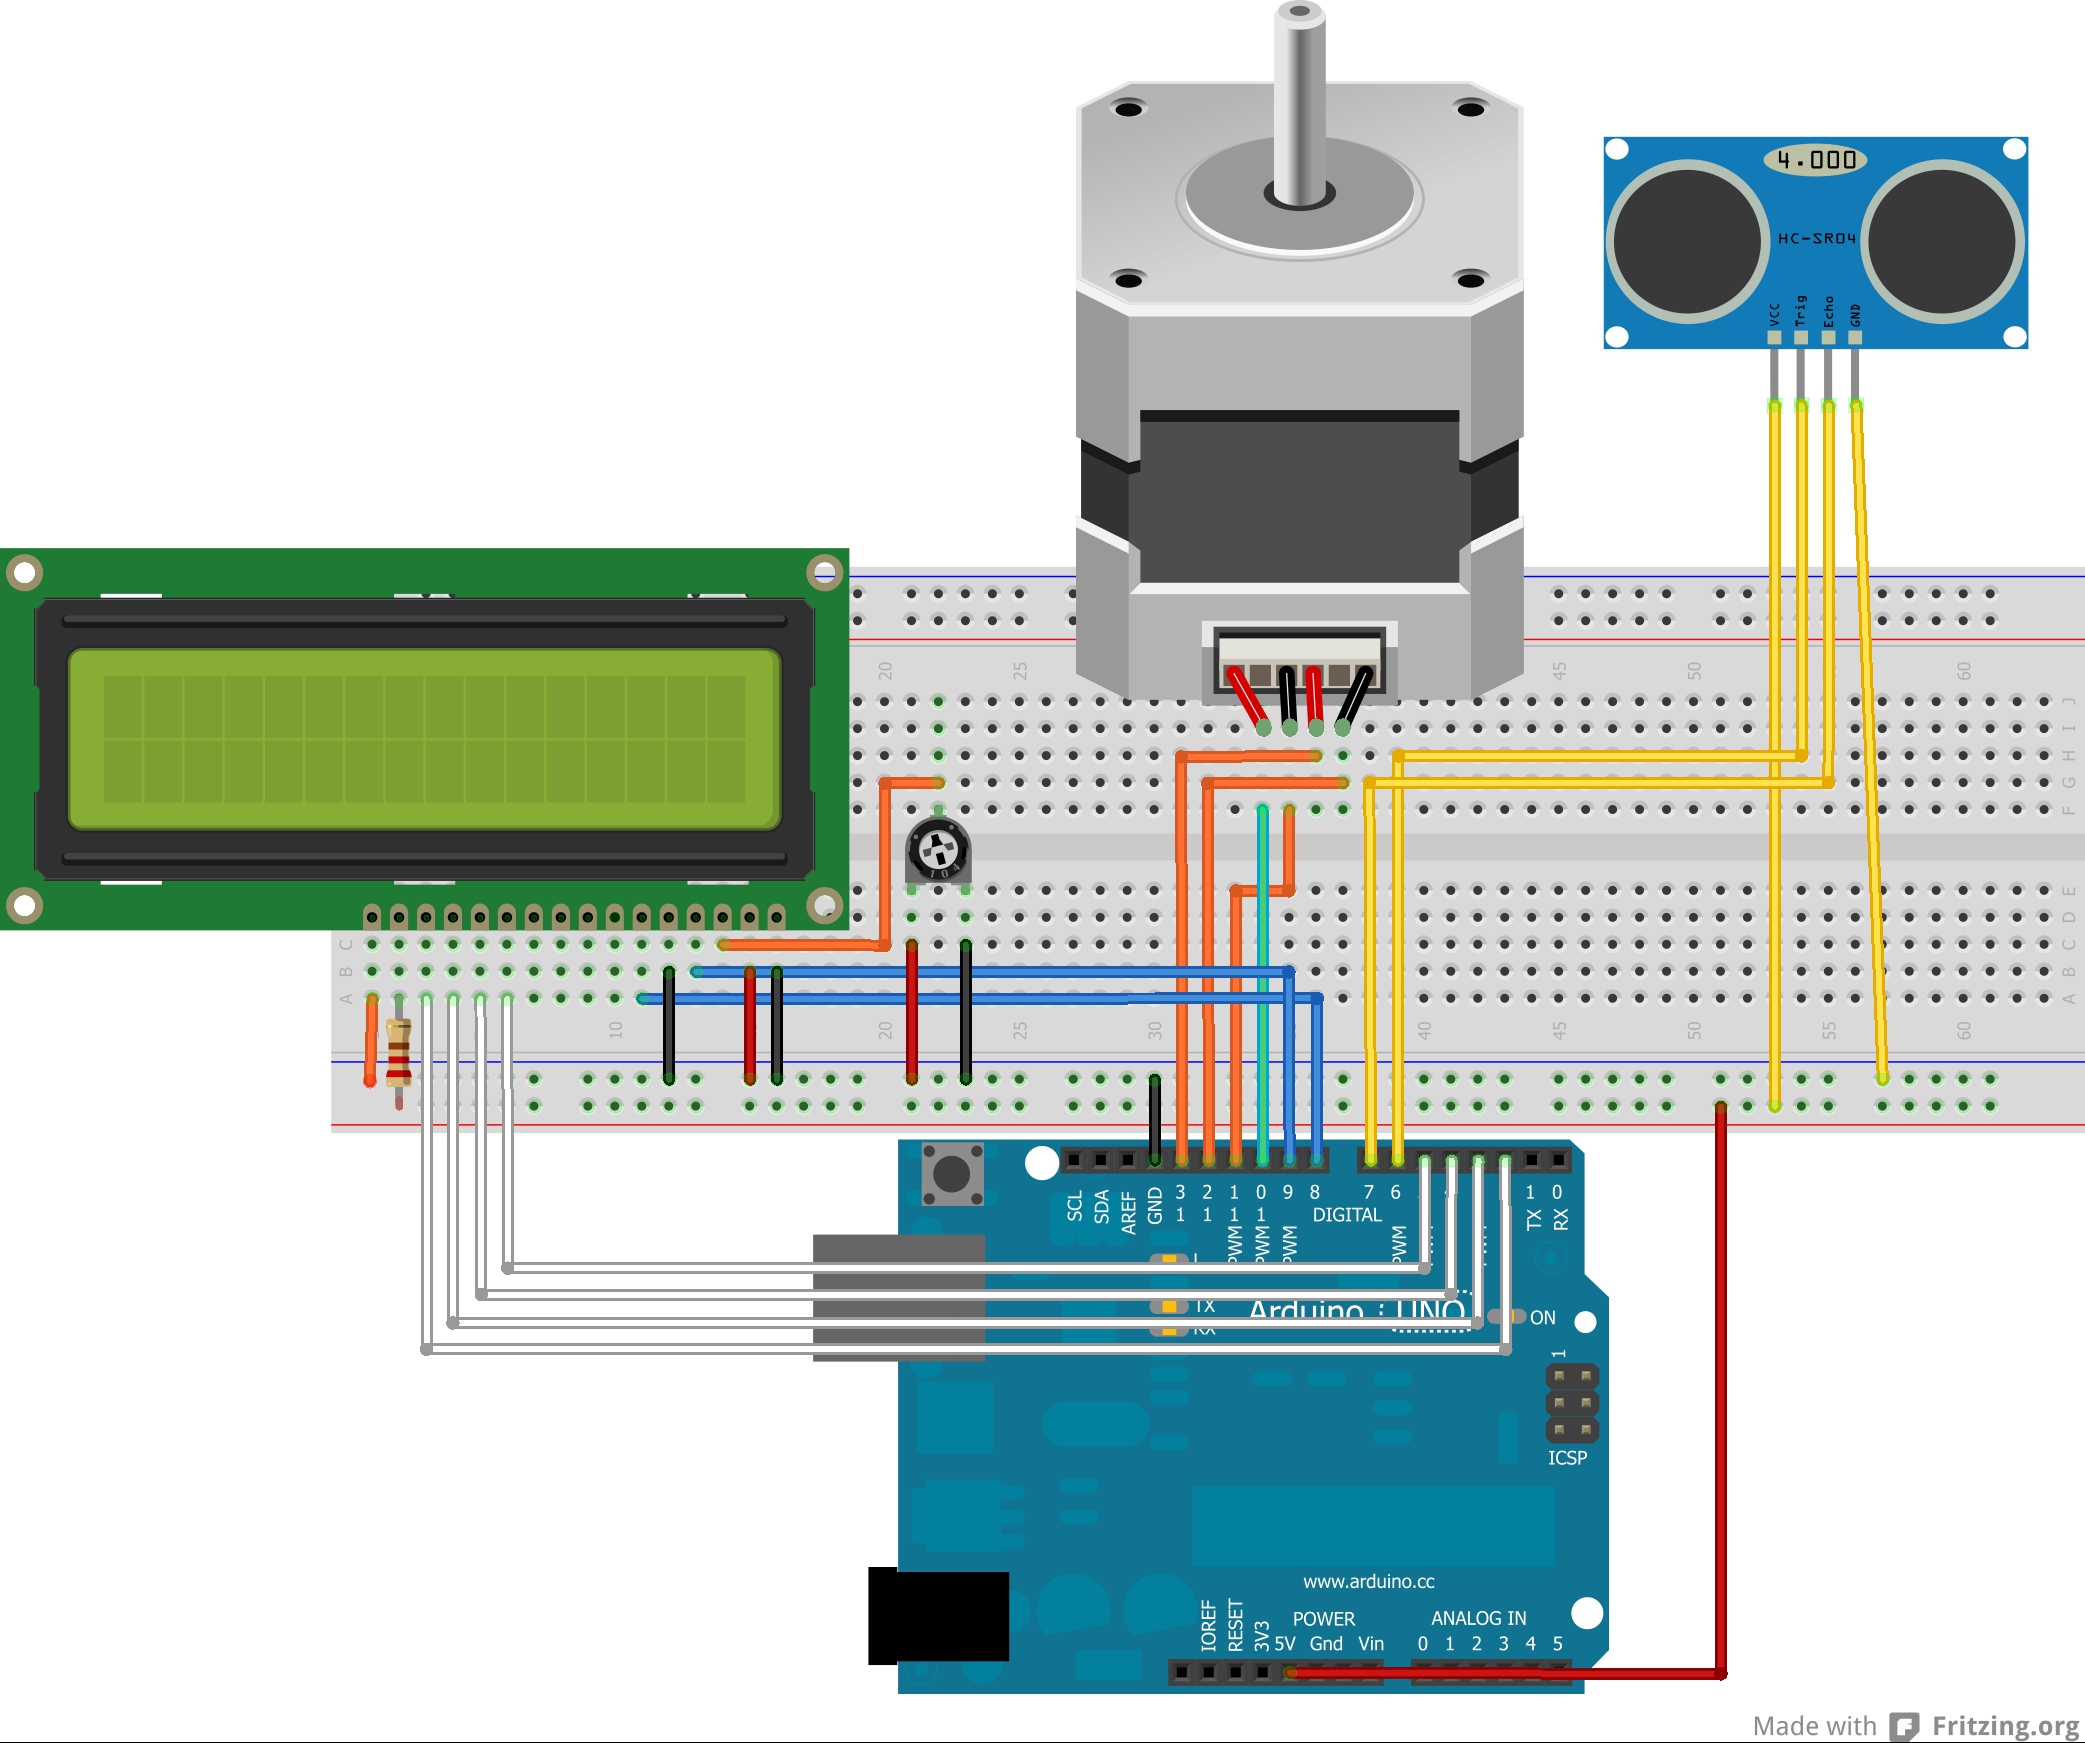 4.000
HC-SR04
VCC
Trig
Echo
GND
20
25
45
50
60
J
I
H
G
F
E
D
C
B
A
C
B
A
10
20
25
30
40
45
50
55
60
104
SCL
SDA
AREF
GND
13
12
PWM 11
PWM 10
PWM 9
8
7
PWM 6
TX 1
RX 0
DIGITAL
L
TX
RX
Arduino
UNO
ON
1
ICSP
www.arduino.cc
IOREF
RESET
3V3
POWER
5V Gnd Vin
ANALOG IN
0 1 2 3 4 5
Made with Fritzing.org